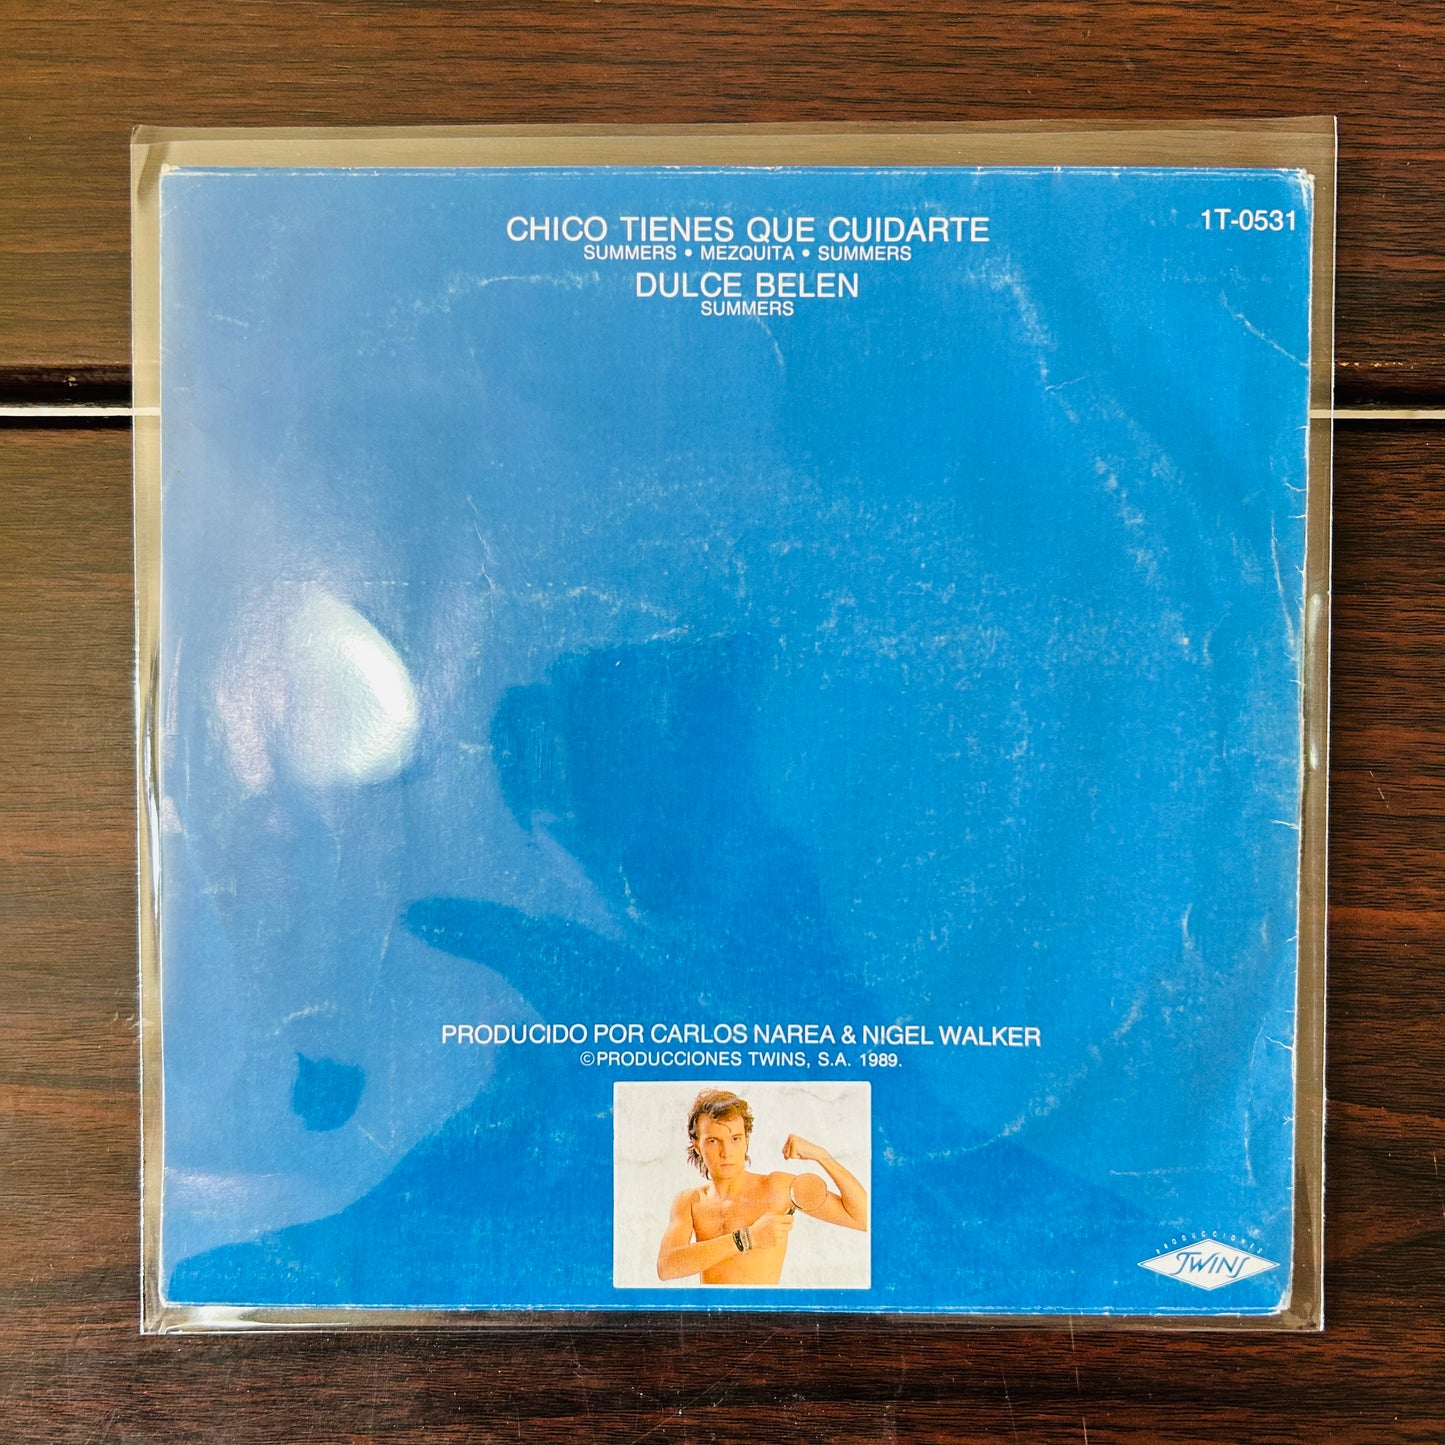 1T-0531
CHICO TIENES QUE CUIDARTE
SUMMERS • MEZQUITA • SUMMERS
DULCE BELEN
SUMMERS
PRODUCIDO POR CARLOS NAREA & NIGEL WALKER
©PRODUCCIONES TWINS, S.A. 1989.
PRODUCCIONES
TWINS